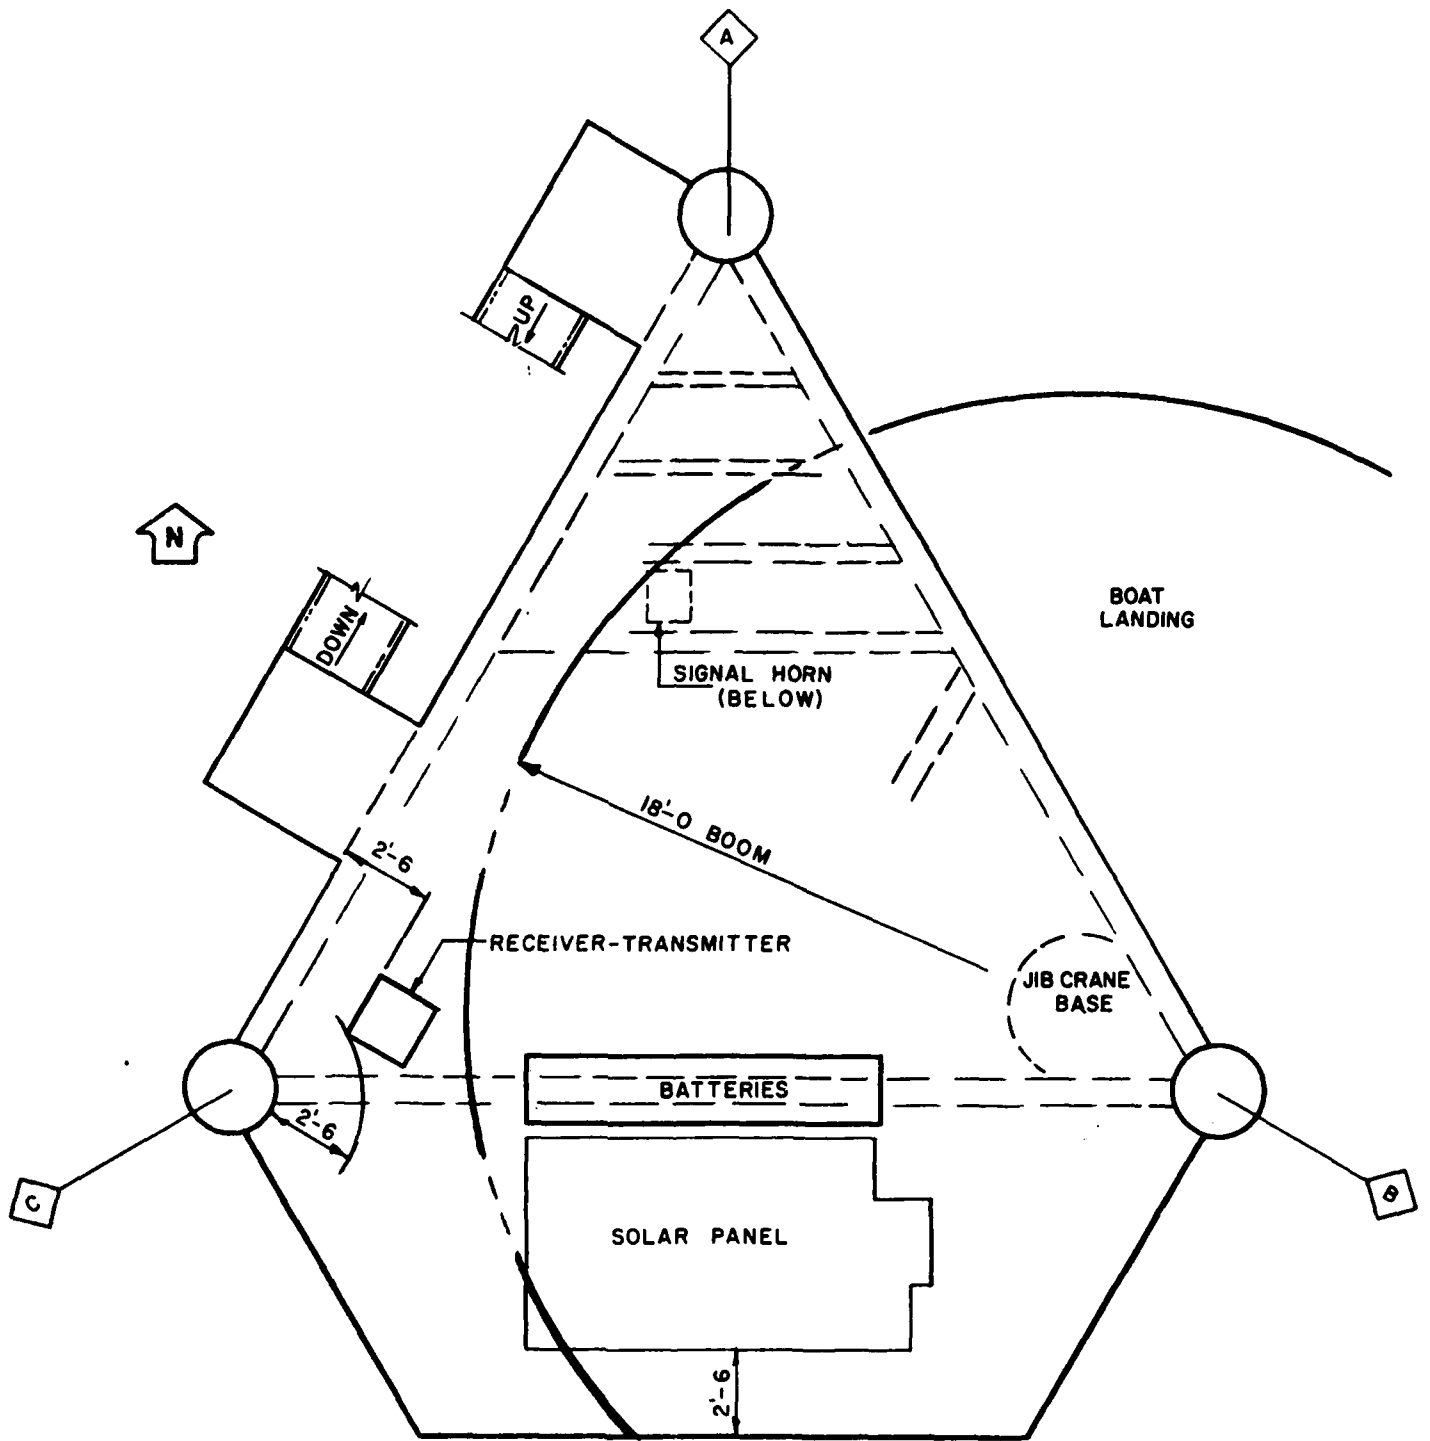 A
UP
N
DOWN
BOAT
LANDING
SIGNAL HORN
(BELOW)
18'-0 BOOM
2'-6
RECEIVER-TRANSMITTER
JIB CRANE
BASE
BATTERIES
2'-6
C
B
SOLAR PANEL
2'-6